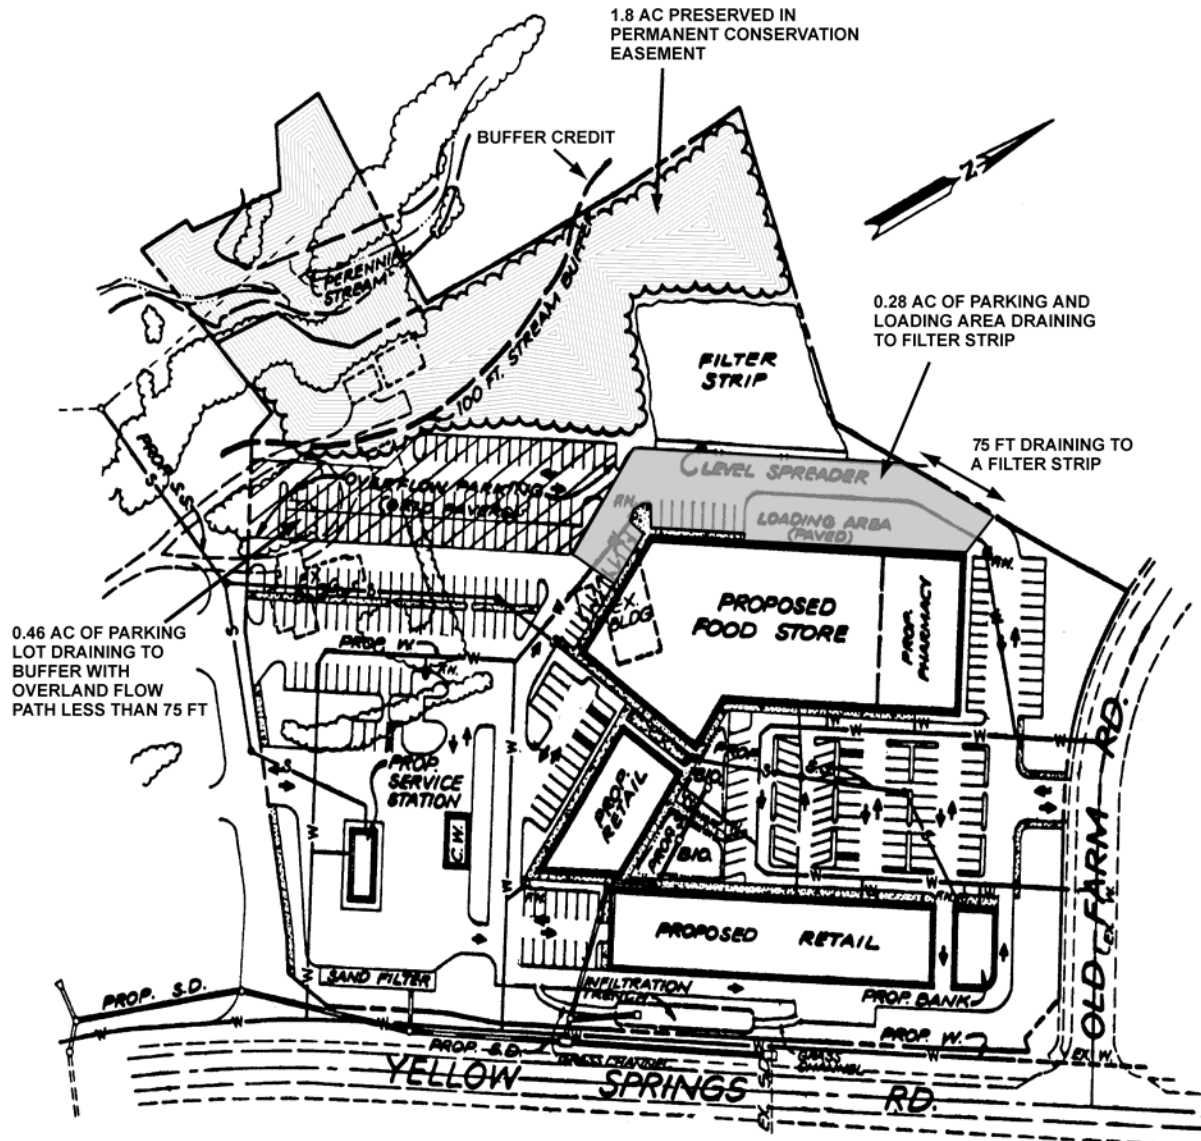 1.8 AC PRESERVED IN
PERMANENT CONSERVATION
EASEMENT
BUFFER CREDIT
N
PERENNIAL
STREAM
100 FT. STREAM BUFFER
0.28 AC OF PARKING AND
LOADING AREA DRAINING
TO FILTER STRIP
FILTER
STRIP
75 FT DRAINING TO
A FILTER STRIP
PROP. S.
LEVEL SPREADER
OVERFLOW PARKING
LOADING AREA
(PAVED)
0.46 AC OF PARKING
LOT DRAINING TO
BUFFER WITH
OVERLAND FLOW
PATH LESS THAN 75 FT
EX.
BLDG
PROPOSED
FOOD STORE
PROP.
PHARMACY
PROP. W.
W
PROP.
SERVICE
STATION
C.W.
PROP.
RETAIL
BIO.
BIO.
PROP
PROPOSED RETAIL
PROP. BANK
SAND FILTER
INFILTRATION
TRENCH
PROP. S.D.
PROP. S.D.
GRASS CHANNEL
GRASS
CHANNEL
PROP. W.
EX. W.
YELLOW SPRINGS RD.
OLD FARM RD.
EX. W.